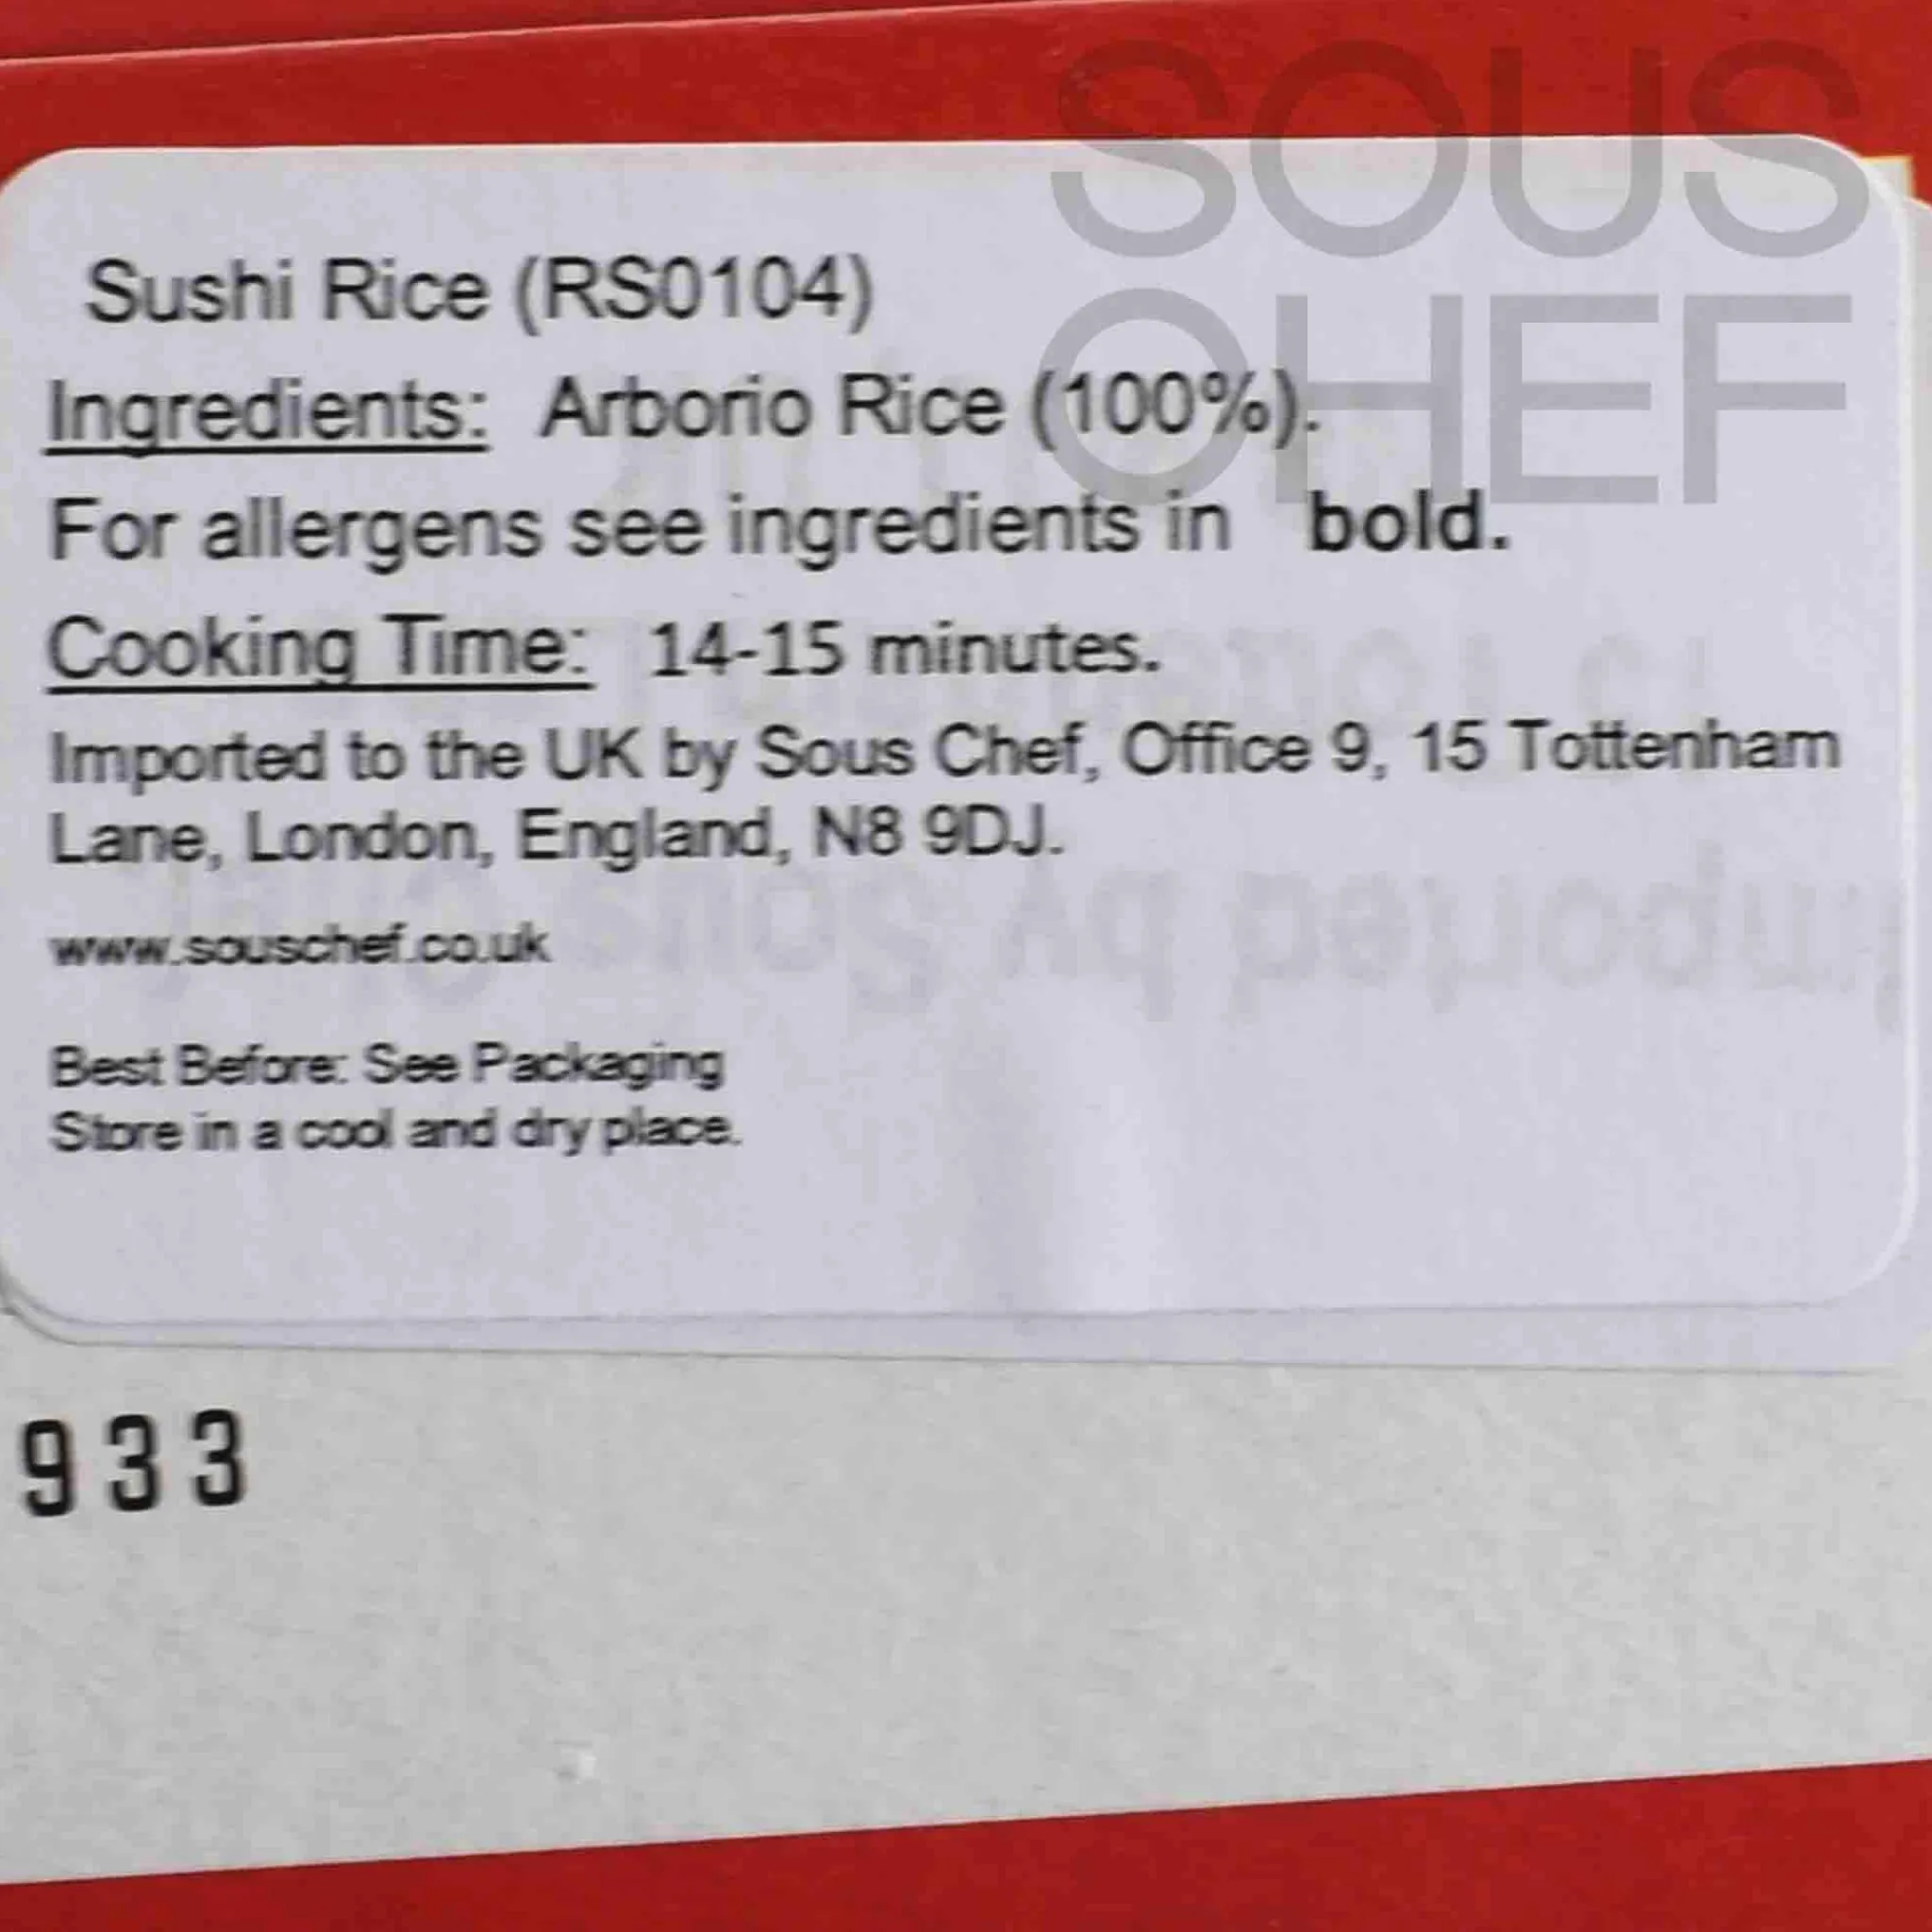 SOUS
CHEF
Sushi Rice (RS0104)
Ingredients: Arborio Rice (100%).
For allergens see ingredients in bold.
Cooking Time: 14-15 minutes.
Imported to the UK by Sous Chef, Office 9, 15 Tottenham
Lane, London, England, N8 9DJ.
www.souschef.co.uk
Best Before: See Packaging
Store in a cool and dry place.
933